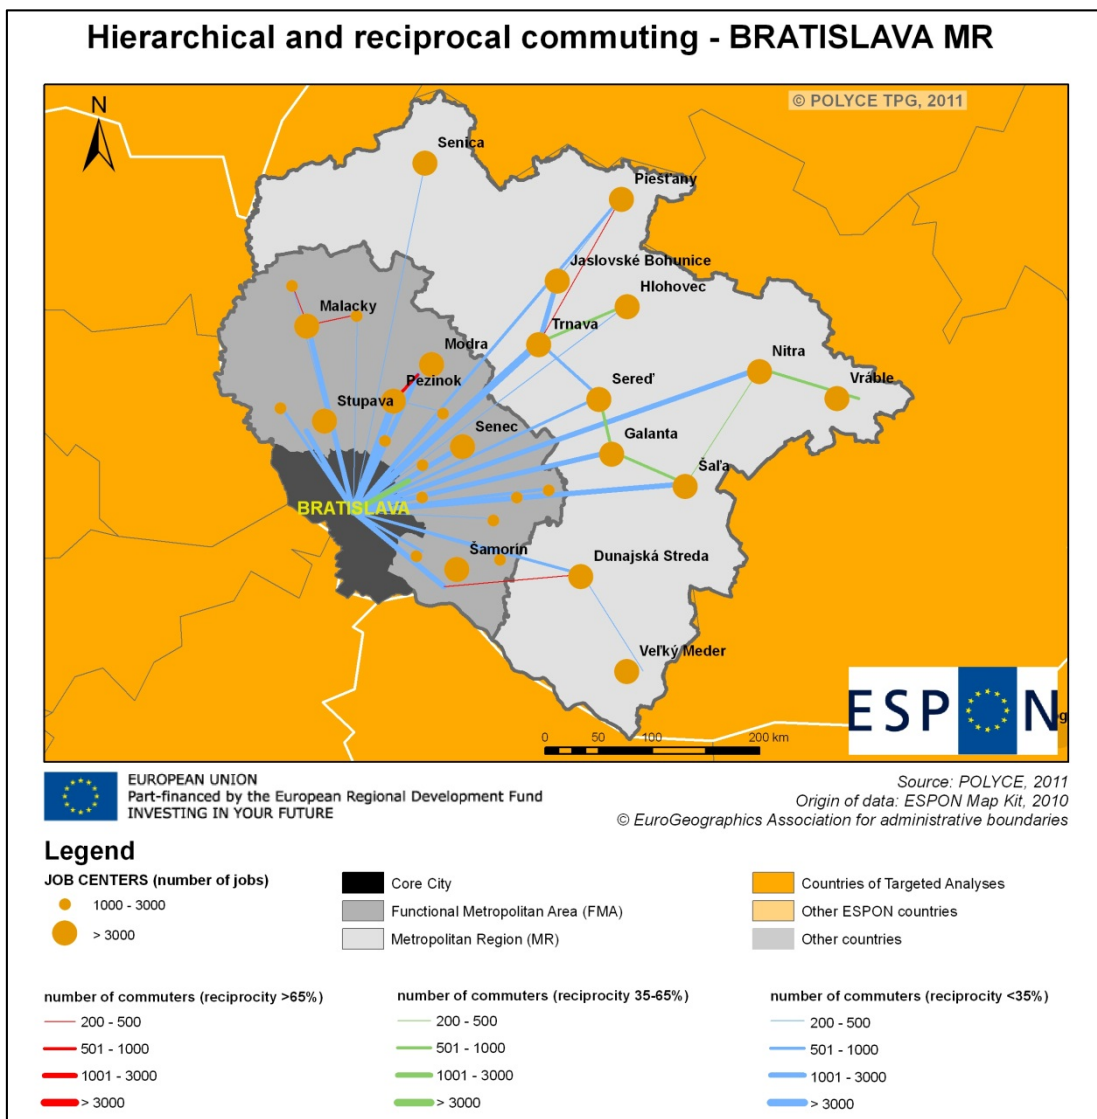 Hierarchical and reciprocal commuting - BRATISLAVA MR
© POLYCE TPG, 2011
N
Senica
Piešťany
Jaslovské Bohunice
Hlohovec
Malacky
Trnava
Modra
Nitra
Pezinok
Sereď
Vráble
Stupava
Senec
Galanta
Šaľa
BRATISLAVA
Šamorín
Dunajská Streda
Veľký Meder
ESPON
g
0 50 100 200 km
EUROPEAN UNION
Part-financed by the European Regional Development Fund
INVESTING IN YOUR FUTURE
Source: POLYCE, 2011
Origin of data: ESPON Map Kit, 2010
© EuroGeographics Association for administrative boundaries
Legend
JOB CENTERS (number of jobs)
1000 - 3000
> 3000
Core City
Functional Metropolitan Area (FMA)
Metropolitan Region (MR)
Countries of Targeted Analyses
Other ESPON countries
Other countries
number of commuters (reciprocity >65%)
200 - 500
501 - 1000
1001 - 3000
> 3000
number of commuters (reciprocity 35-65%)
200 - 500
501 - 1000
1001 - 3000
> 3000
number of commuters (reciprocity <35%)
200 - 500
501 - 1000
1001 - 3000
> 3000